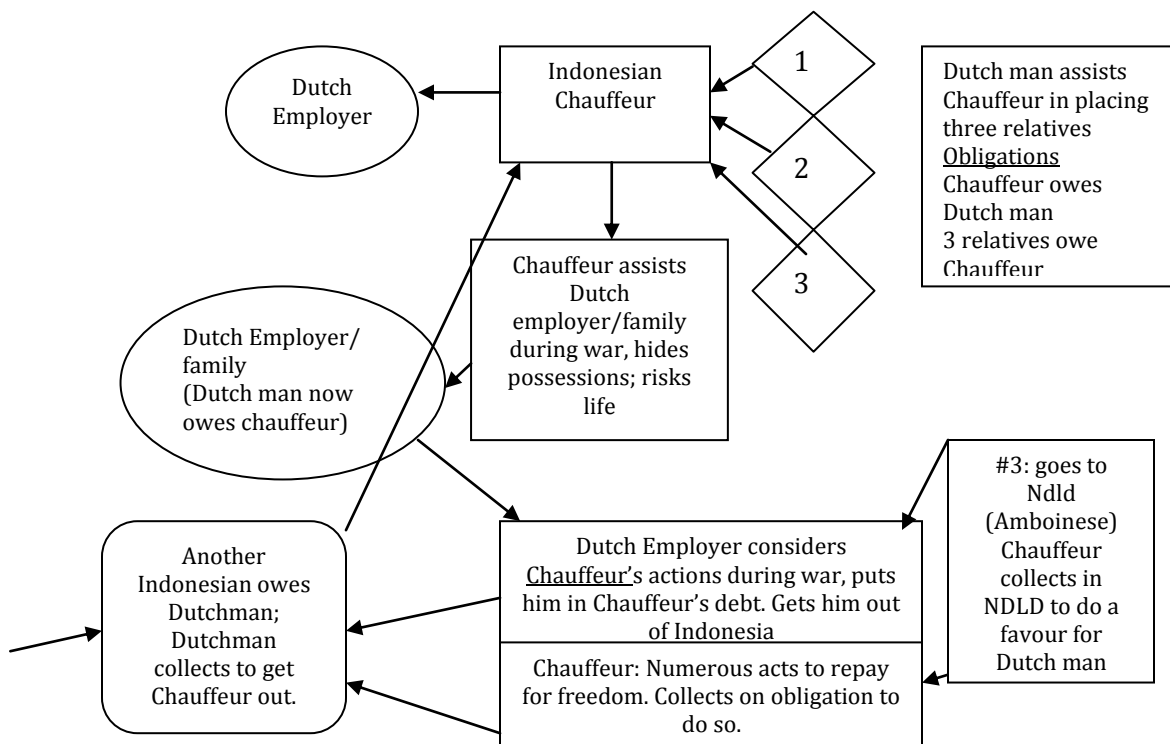 Dutch
Employer
Indonesian
Chauffeur
1
2
3
Dutch man assists
Chauffeur in placing
three relatives
Obligations
Chauffeur owes
Dutch man
3 relatives owe
Chauffeur
Chauffeur assists
Dutch
employer/family
during war, hides
possessions; risks
life
Dutch Employer/
family
(Dutch man now
owes chauffeur)
Another
Indonesian owes
Dutchman;
Dutchman
collects to get
Chauffeur out.
Dutch Employer considers
Chauffeur's actions during war, puts
him in Chauffeur's debt. Gets him out
of Indonesia
Chauffeur: Numerous acts to repay
for freedom. Collects on obligation to
do so.
#3: goes to
Ndld
(Amboinese)
Chauffeur
collects in
NDLD to do a
favour for
Dutch man